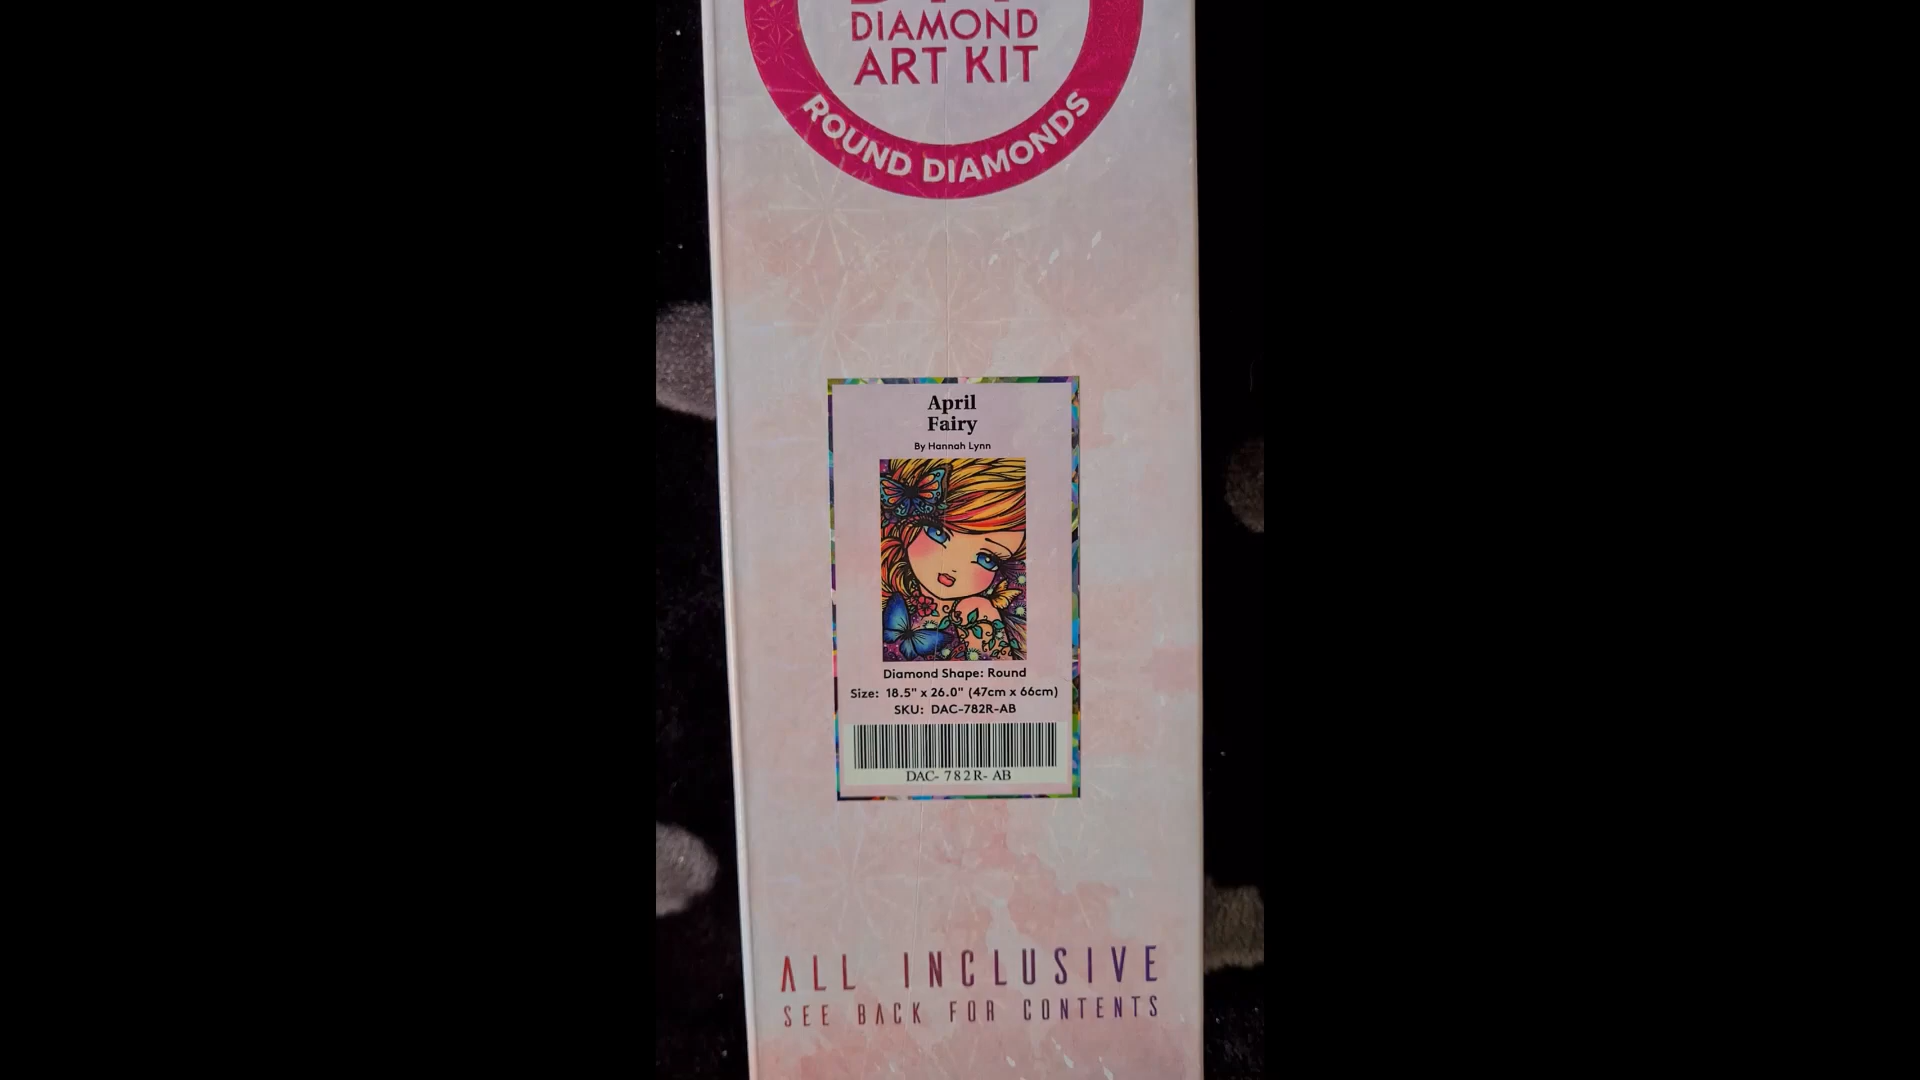 DIAMOND
ART KIT
ROUND DIAMONDS
April
Fairy
By Hannah Lynn
Diamond Shape: Round
Size: 18.5" x 26.0" (47cm x 66cm)
SKU: DAC-782R-AB
DAC- 782R- AB
ALL INCLUSIVE
SEE BACK FOR CONTENTS